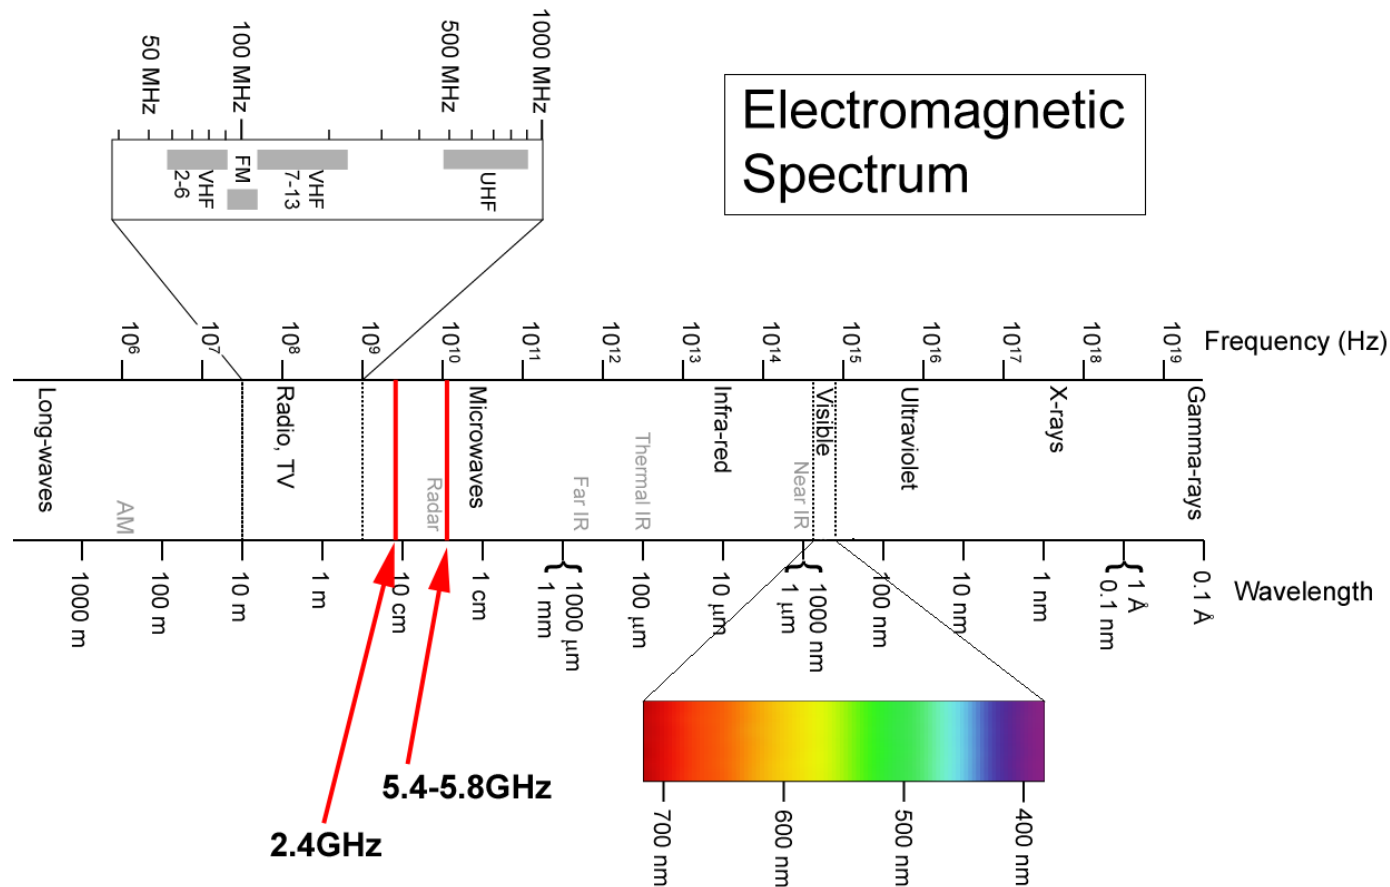 50 MHz
100 MHz
500 MHz
1000 MHz
VHF
2-6
FM
VHF
7-13
UHF
Electromagnetic
Spectrum
10⁶
10⁷
10⁸
10⁹
10¹⁰
10¹¹
10¹²
10¹³
10¹⁴
10¹⁵
10¹⁶
10¹⁷
10¹⁸
10¹⁹
Frequency (Hz)
Long-waves
AM
Radio, TV
Radar
Microwaves
Far IR
Thermal IR
Infra-red
Near IR
Visible
Ultraviolet
X-rays
Gamma-rays
1000 m
100 m
10 m
1 m
10 cm
1 cm
1000 μm
1 mm
100 μm
10 μm
1000 nm
1 μm
100 nm
10 nm
1 nm
1 Å
0.1 nm
0.1 Å
Wavelength
5.4-5.8GHz
2.4GHz
700 nm
600 nm
500 nm
400 nm